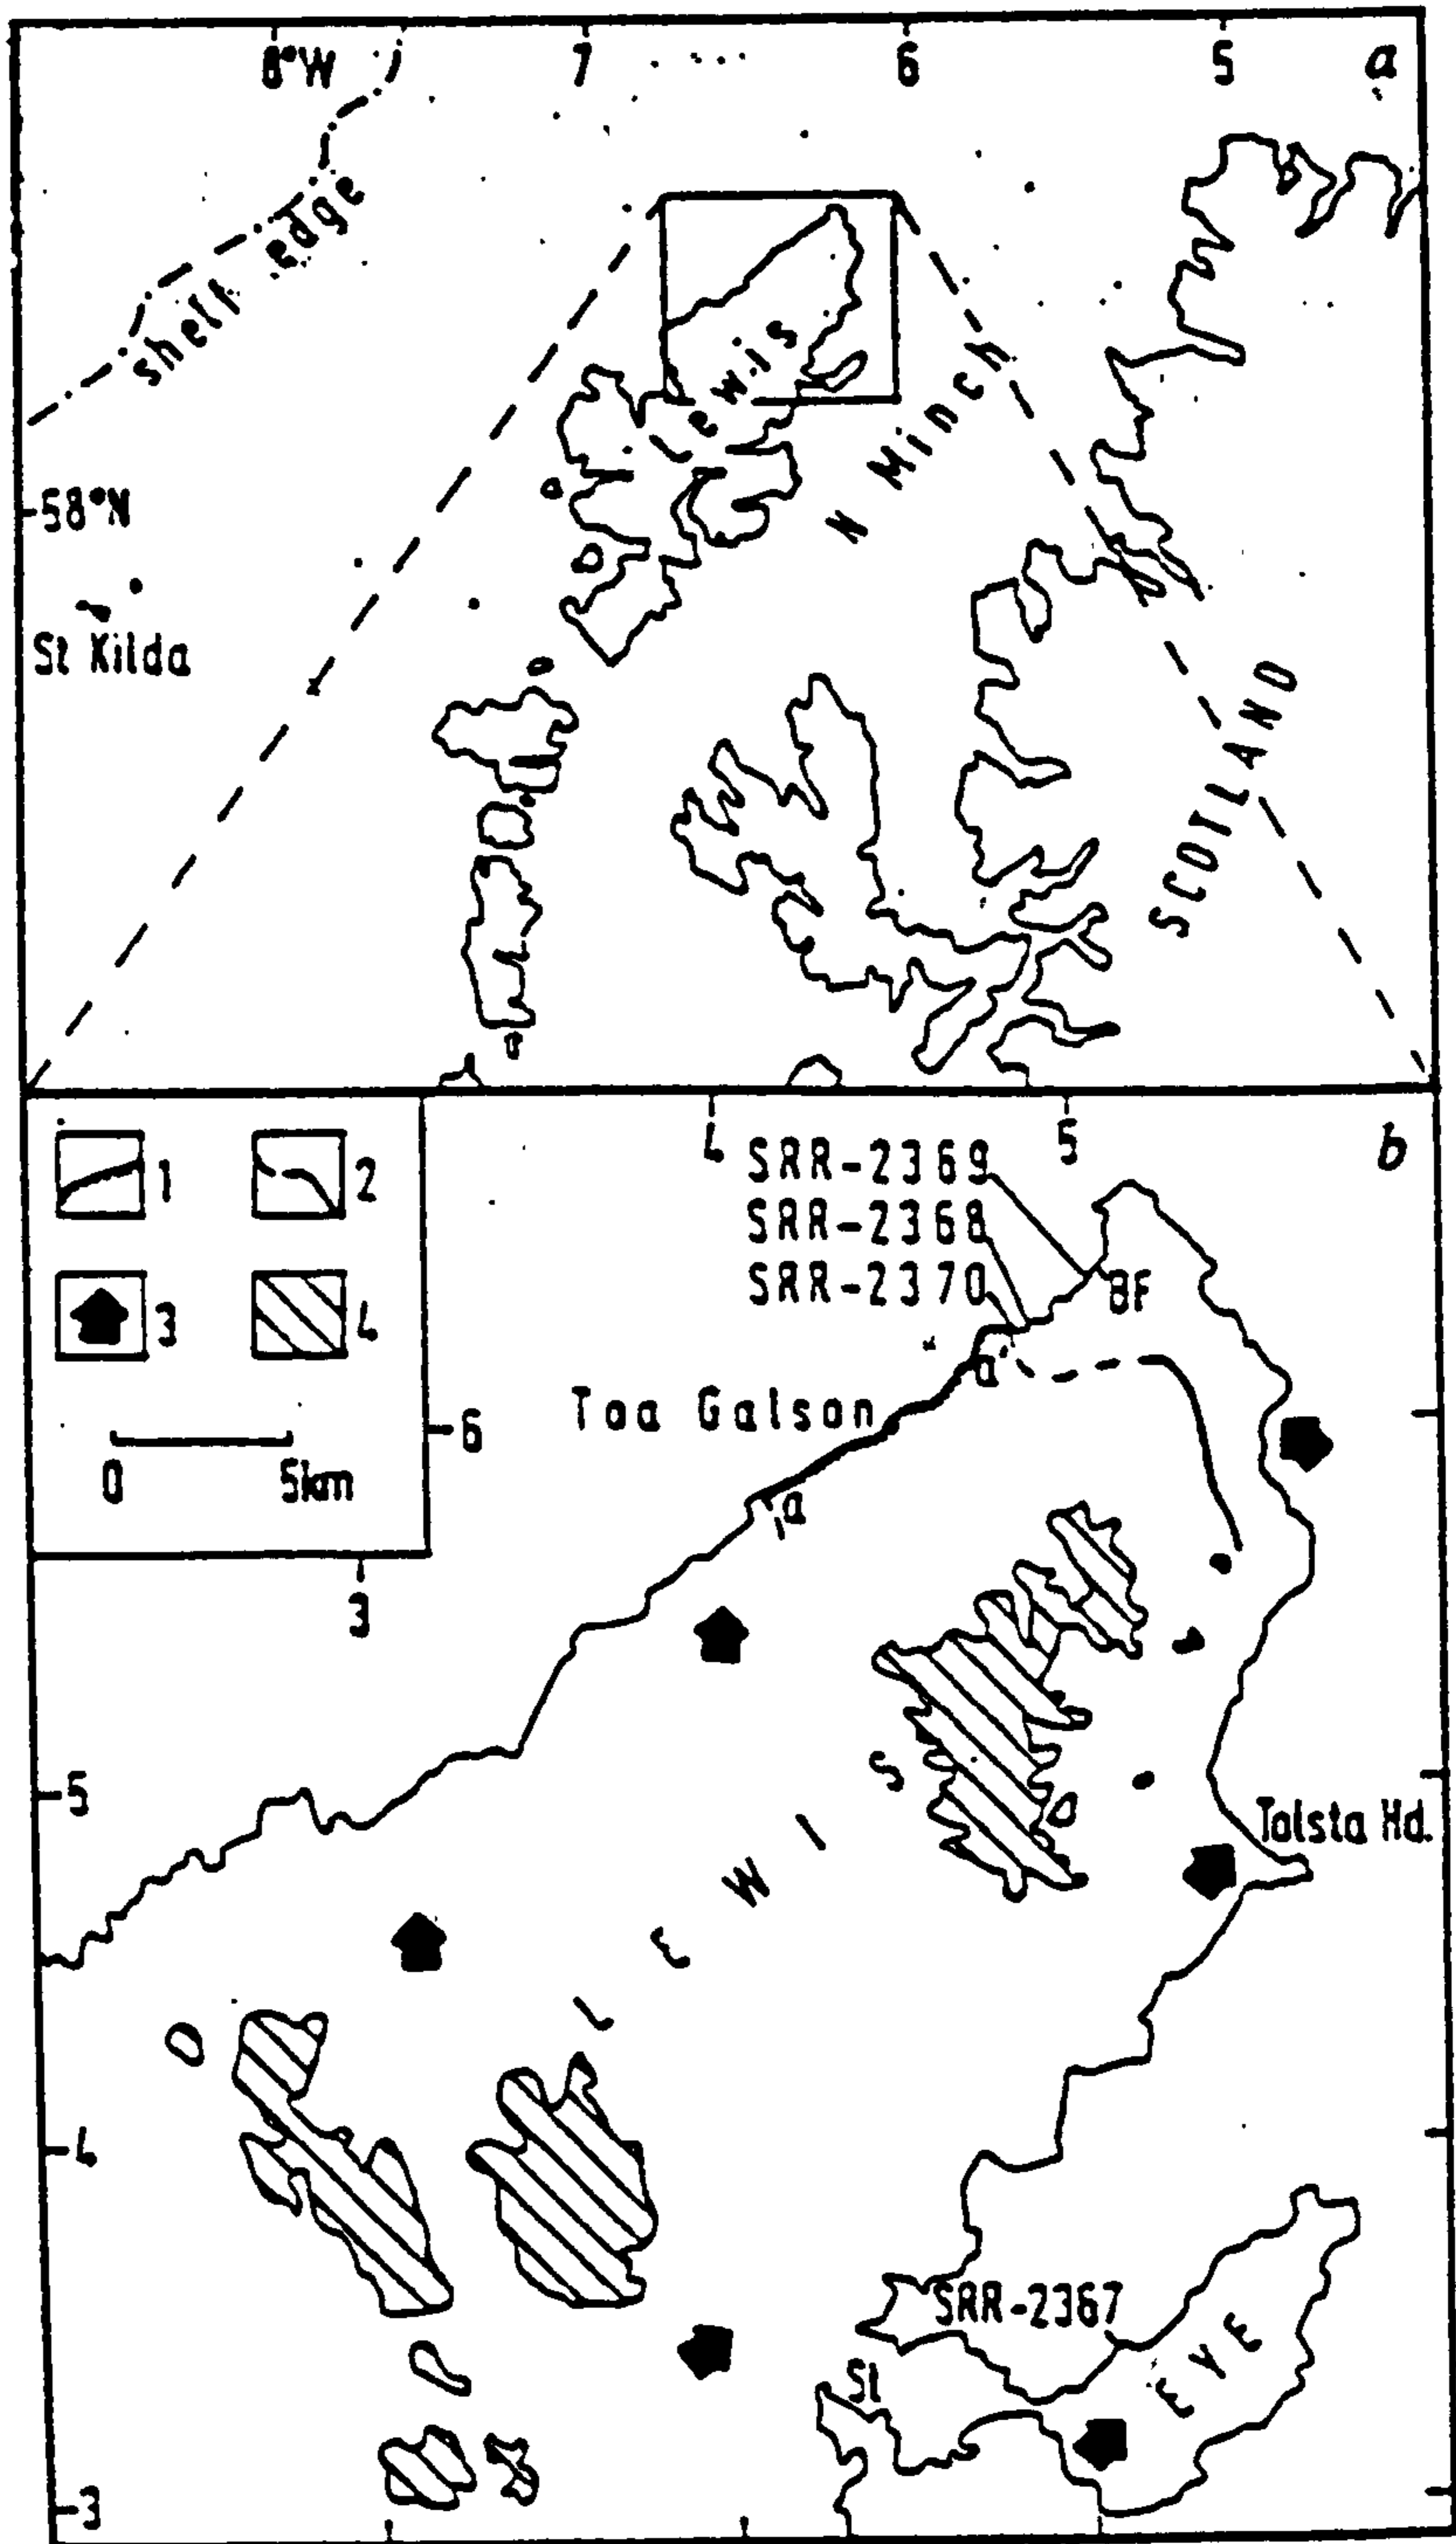 8°W 7 6 5 a
shelf edge
Lewis
N Minch
58°N
St Kilda
SCOTLAND
4 5 b
1 2
3 4
0 5km
SRR-2369
SRR-2368
SRR-2370
BF
a'
Toa Galson
6
a
3
5
LEWIS
Tolsta Hd.
4
SRR-2367
EYE
St
3